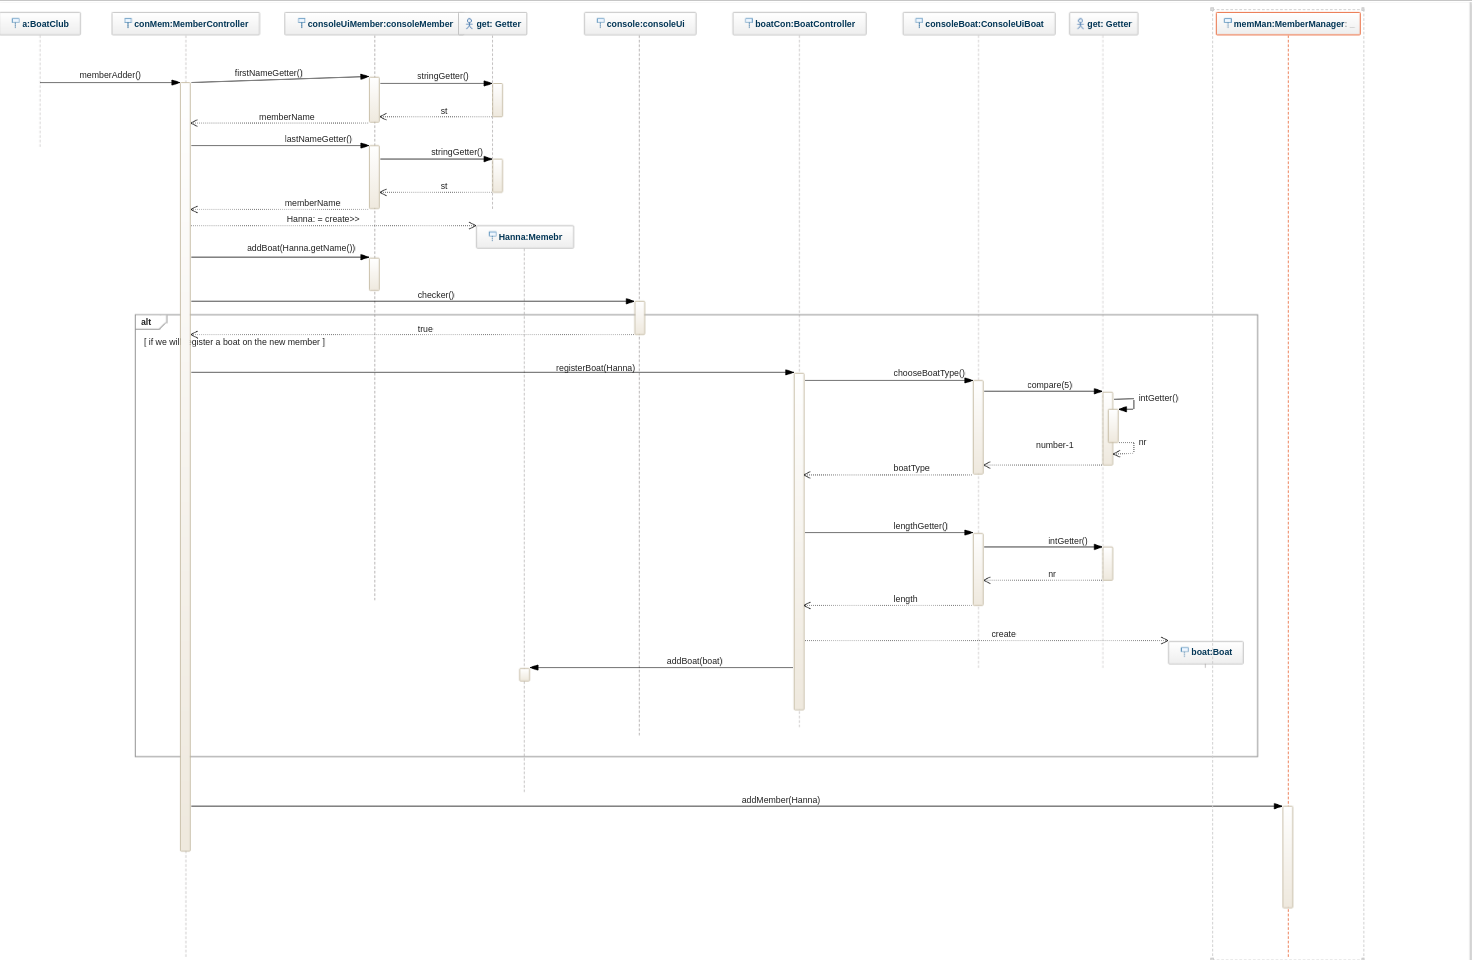 a:BoatClub
conMem:MemberController
consoleUiMember:consoleMember
get: Getter
console:consoleUi
boatCon:BoatController
consoleBoat:ConsoleUiBoat
get: Getter
memMan:MemberManager: ...
memberAdder()
firstNameGetter()
stringGetter()
st
memberName
lastNameGetter()
stringGetter()
st
memberName
Hanna: = create>>
Hanna:Memebr
addBoat(Hanna.getName())
checker()
alt
true
[ if we will register a boat on the new member ]
registerBoat(Hanna)
chooseBoatType()
compare(5)
intGetter()
nr
number-1
boatType
lengthGetter()
intGetter()
nr
length
create
boat:Boat
addBoat(boat)
addMember(Hanna)